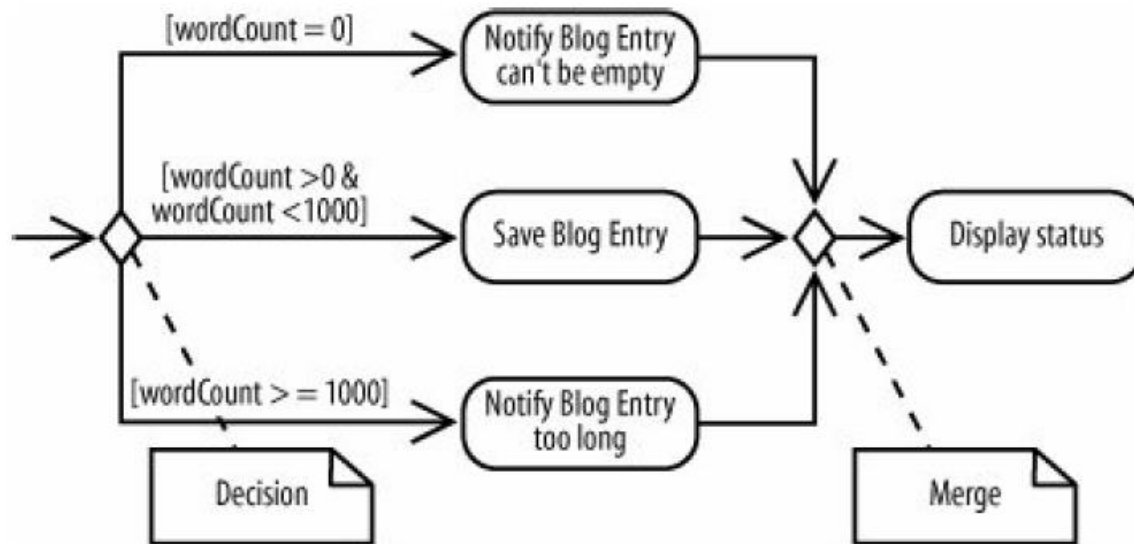 [wordCount = 0]
Notify Blog Entry
can't be empty
[wordCount >0 &
wordCount <1000]
Save Blog Entry
Display status
[wordCount > = 1000]
Notify Blog Entry
too long
Decision
Merge